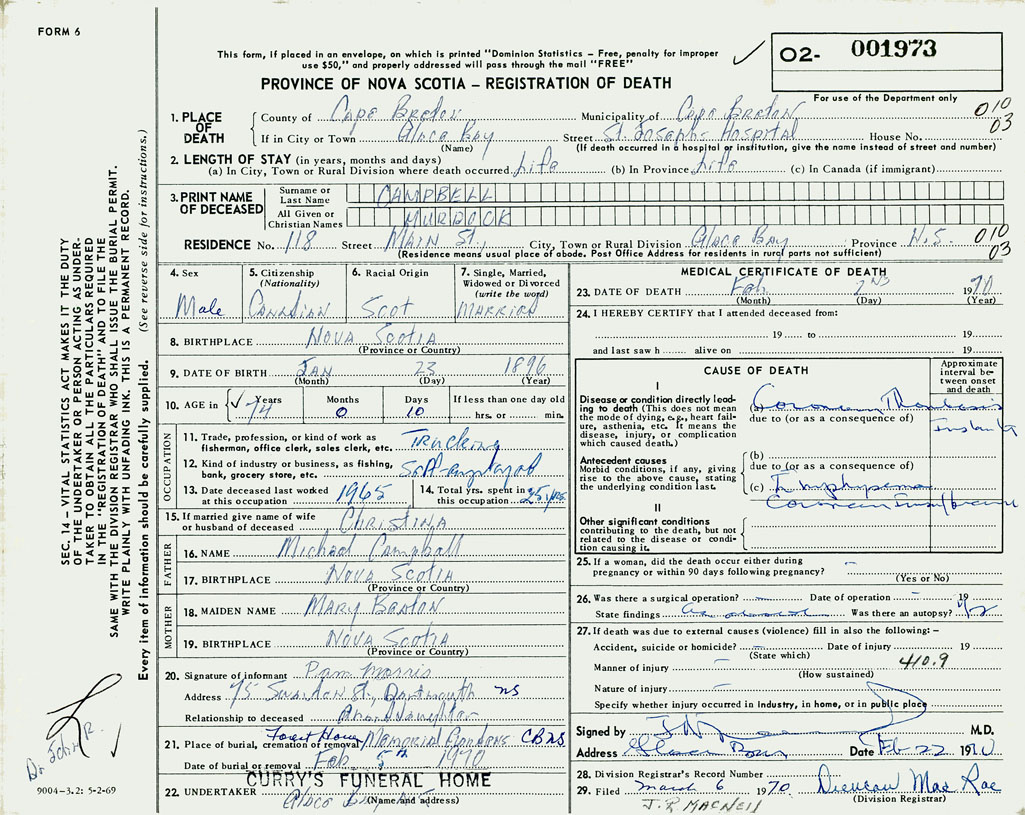 FORM 6
This form, if placed in an envelope, on which is printed "Dominion Statistics - Free, penalty for improper
use $50," and properly addressed will pass through the mail "FREE"
PROVINCE OF NOVA SCOTIA - REGISTRATION OF DEATH
02- 001973
For use of the Department only
1. PLACE OF DEATH County of Cape Breton Municipality of Cape Breton 010
If in City or Town Glace Bay Street St. Joseph's Hospital House No. 03
(Name) (If death occurred in a hospital or institution, give the name instead of street and number)
2. LENGTH OF STAY (in years, months and days)
(a) In City, Town or Rural Division where death occurred Life (b) In Province Life (c) In Canada (if immigrant)
3. PRINT NAME OF DECEASED Surname or Last Name CAMPBELL
All Given or Christian Names MURDOCK
RESIDENCE No. 118 Street MAIN St., City, Town or Rural Division Glace Bay Province N.S. 010 03
(Residence means usual place of abode. Post Office Address for residents in rural parts not sufficient)
4. Sex Male
5. Citizenship (Nationality) Canadian
6. Racial Origin Scot
7. Single, Married, Widowed or Divorced (write the word) MARRIED
8. BIRTHPLACE Nova Scotia
(Province or Country)
9. DATE OF BIRTH JAN 23 1896
(Month) (Day) (Year)
10. AGE in Years Months Days If less than one day old
74 0 10 hrs. or min.
OCCUPATION
11. Trade, profession, or kind of work as
fisherman, office clerk, sales clerk, etc. Trucking
12. Kind of industry or business, as fishing,
bank, grocery store, etc.
13. Date deceased last worked
at this occupation 1965
14. Total yrs. spent in
this occupation 25 yrs.
15. If married give name of wife
or husband of deceased CHRISTINA
FATHER
16. NAME Michael Campbell
17. BIRTHPLACE Nova Scotia
(Province or Country)
MOTHER
18. MAIDEN NAME MARY
19. BIRTHPLACE Nova Scotia
(Province or Country)
20. Signature of informant Pam Morris
Address 75 St., Dartmouth NS
Relationship to deceased Granddaughter
21. Place of burial, cremation or removal Forest Haven Memorial Gardens CB NS
Date of burial or removal Feb. 5th 1970
CURRY'S FUNERAL HOME
22. UNDERTAKER Glace Bay
(Name and address)
MEDICAL CERTIFICATE OF DEATH
23. DATE OF DEATH Feb 2nd 1970
(Month) (Day) (Year)
24. I HEREBY CERTIFY that I attended deceased from:
19 to 19
and last saw h alive on 19
CAUSE OF DEATH
Approximate interval between onset and death
I
Disease or condition directly leading to death (This does not
mean the mode of dying, e.g., heart failure, asthenia, etc. It means the
disease, injury, or complication
which caused death)
(a) Coronary
due to (or as a consequence of)
Antecedent causes
Morbid conditions, if any, giving
rise to the above cause, stating
the underlying condition last.
(b)
due to (or as a consequence of)
(c)
Coronary
II
Other significant conditions
contributing to the death, but not
related to the disease or condition causing it.
25. If a woman, did the death occur either during
pregnancy or within 90 days following pregnancy? -
(Yes or No)
26. Was there a surgical operation? - Date of operation - 19
State findings Was there an autopsy?
27. If death was due to external causes (violence) fill in also the following: -
Accident, suicide or homicide? - Date of injury 19
(State which)
Manner of injury - 410.9
(How sustained)
Nature of injury -
Specify whether injury occurred in industry, in home, or in public place
Signed by M.D.
Address Glace Bay Date Feb 22 1970
28. Division Registrar's Record Number
29. Filed March 6 1970 Duncan Mac Rae
(Division Registrar)
J. R MACNEIL
SEC. 14 - VITAL STATISTICS ACT MAKES IT THE DUTY
OF THE UNDERTAKER OR PERSON ACTING AS UNDER-
TAKER TO OBTAIN ALL THE PARTICULARS REQUIRED
IN THE "REGISTRATION OF DEATH" AND TO FILE THE
SAME WITH THE DIVISION REGISTRAR WHO SHALL ISSUE THE BURIAL PERMIT.
WRITE PLAINLY WITH UNFADING INK. THIS IS A PERMANENT RECORD.
Every item of information should be carefully supplied. (See reverse side for instructions.)
9004-3.2: 5-2-69